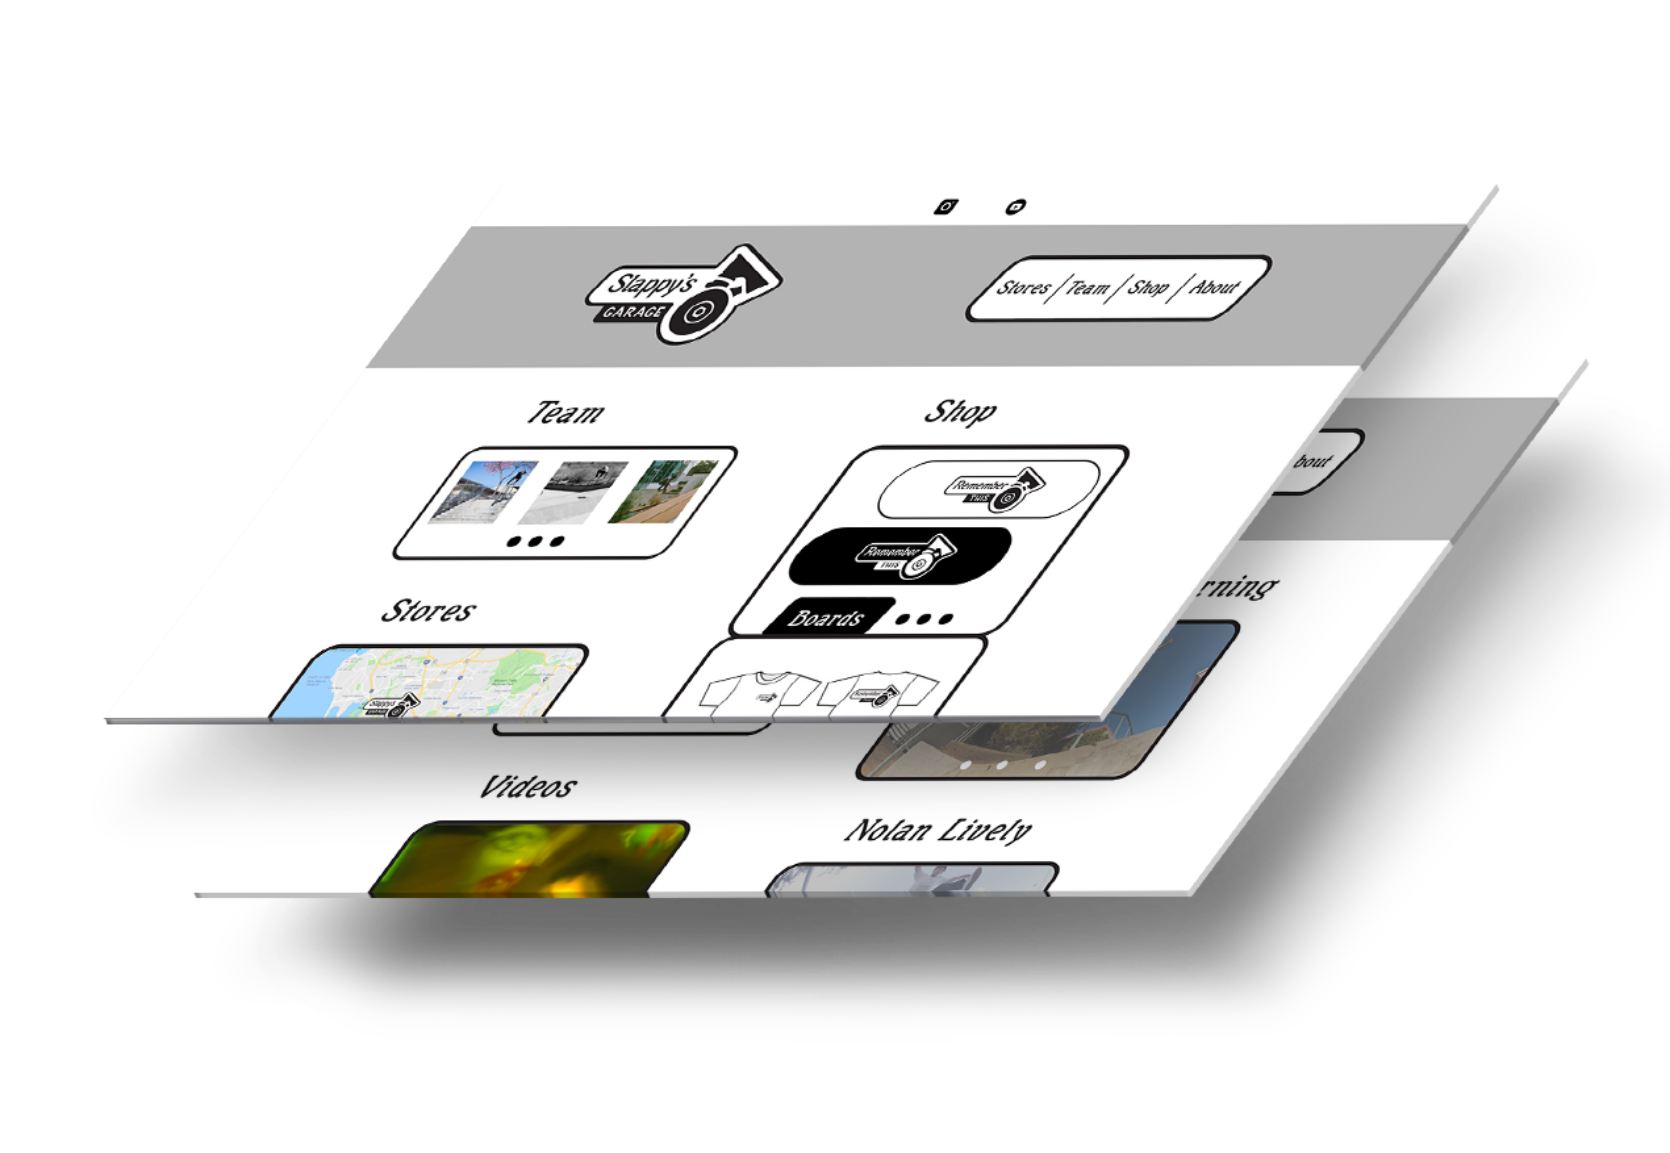 Slappy's
GARAGE
Stores / Team / Shop / About
Team
Shop
Remember
THIS
Remember
THIS
Boards
Stores
Slappy's
Remember
bout
rning
Videos
Nolan Lively